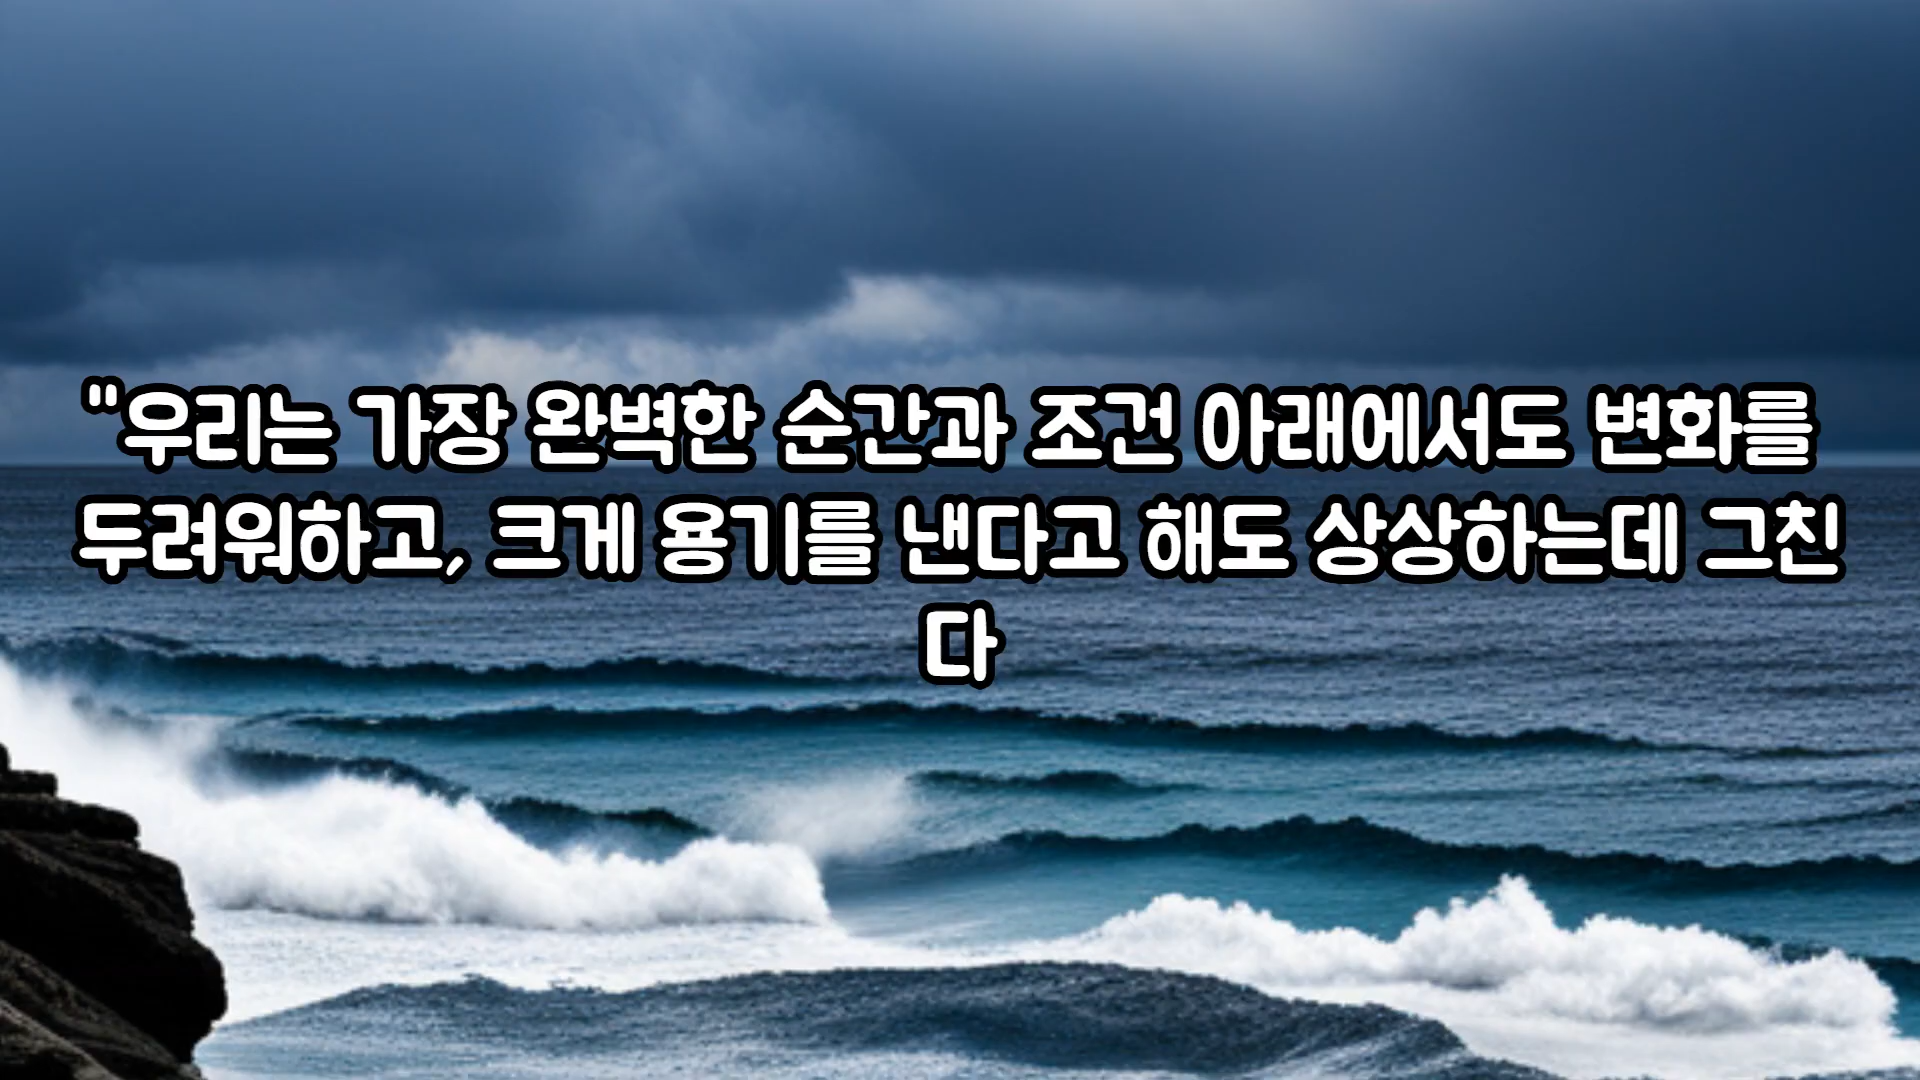 "우리는 가장 완벽한 순간과 조건 아래에서도 변화를
두려워하고, 크게 용기를 낸다고 해도 상상하는데 그친
다